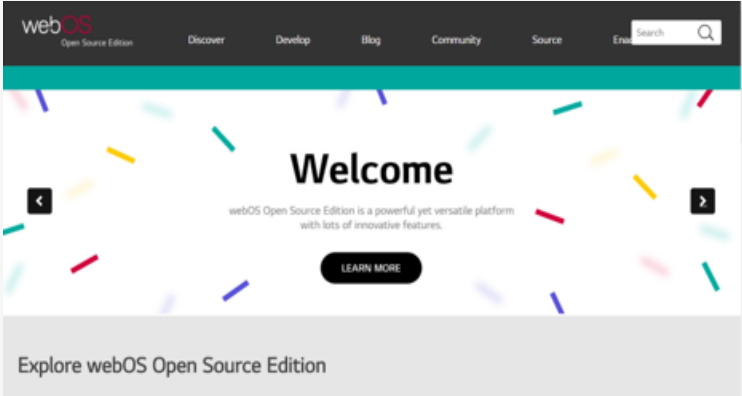 webOS
Open Source Edition
Discover Develop Blog Community Source
Search
Welcome
webOS Open Source Edition is a powerful yet versatile platform
with lots of innovative features.
LEARN MORE
Explore webOS Open Source Edition